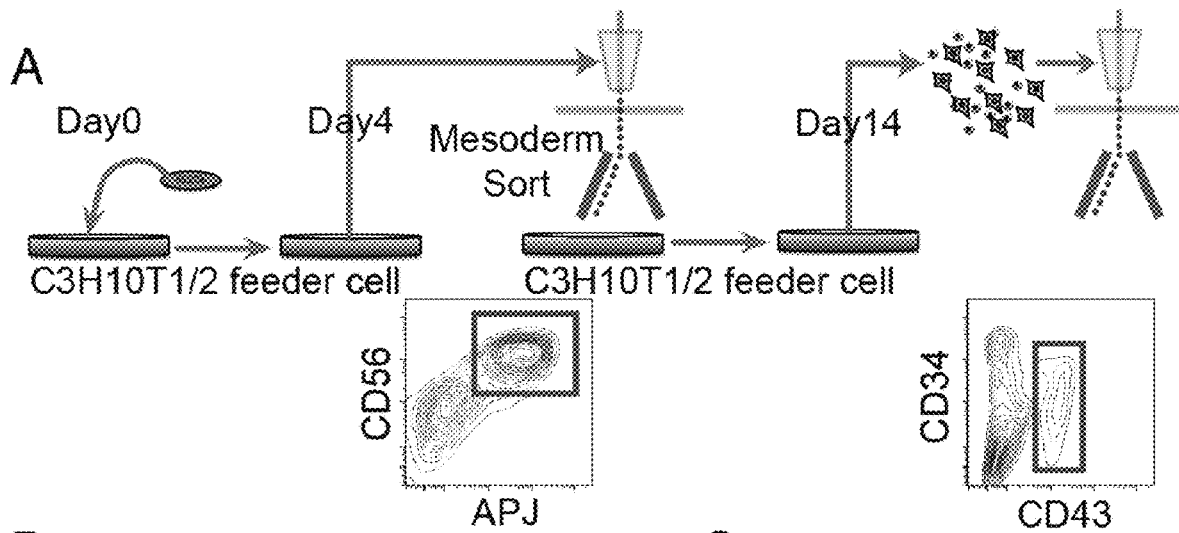 A
Day0
Day4
Mesoderm
Sort
Day14
C3H10T1/2 feeder cell
C3H10T1/2 feeder cell
CD56
APJ
CD34
CD43